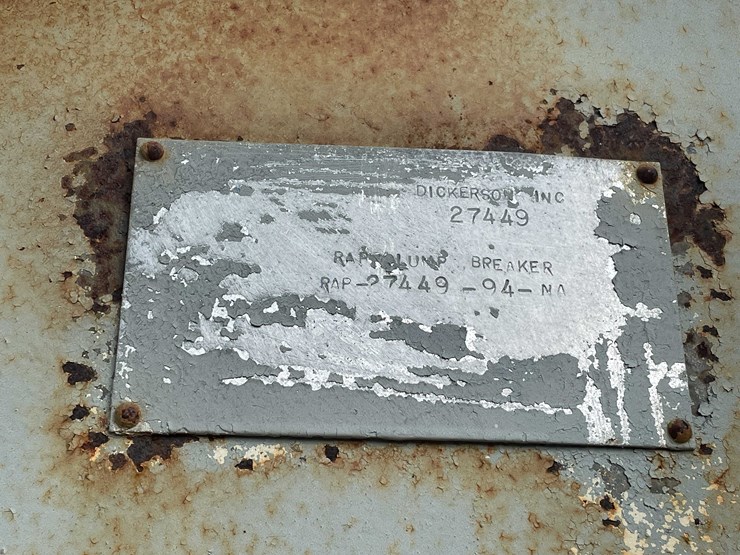 DICKERSON, INC
27449
RAP LUMP BREAKER
RAP-27449-94-NA